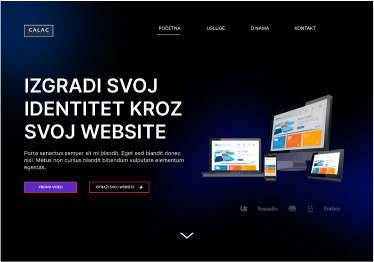 CALAC
POČETNA USLUGE O NAMA KONTAKT
IZGRADI SVOJ
IDENTITET KROZ
SVOJ WEBSITE
Porta senectus semper sit mi blandit. Eget sed blandit donec
nisl. Metus non cursus blandit bibendum vulputate elementum
egestas.
PROMO VIDEO ISTRAŽI SVOJ WEBSITE
Forbes